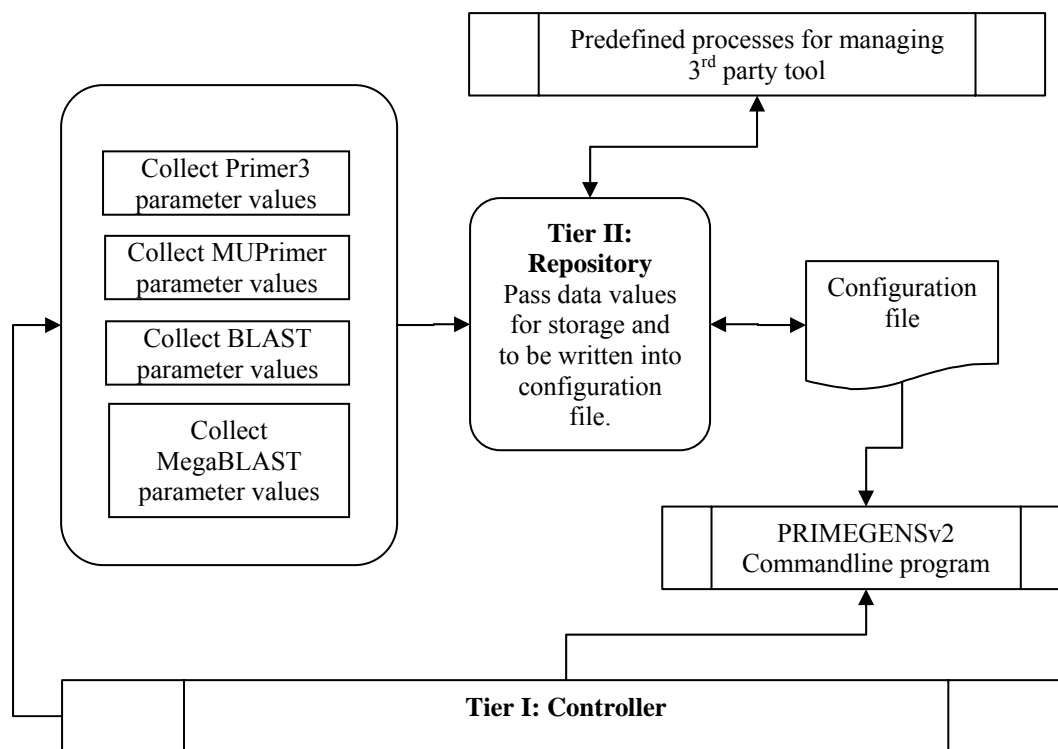 Predefined processes for managing
3rd party tool
Collect Primer3
parameter values
Collect MUPrimer
parameter values
Collect BLAST
parameter values
Collect
MegaBLAST
parameter values
Tier II:
Repository
Pass data values
for storage and
to be written into
configuration
file.
Configuration
file
PRIMEGENSv2
Commandline program
Tier I: Controller